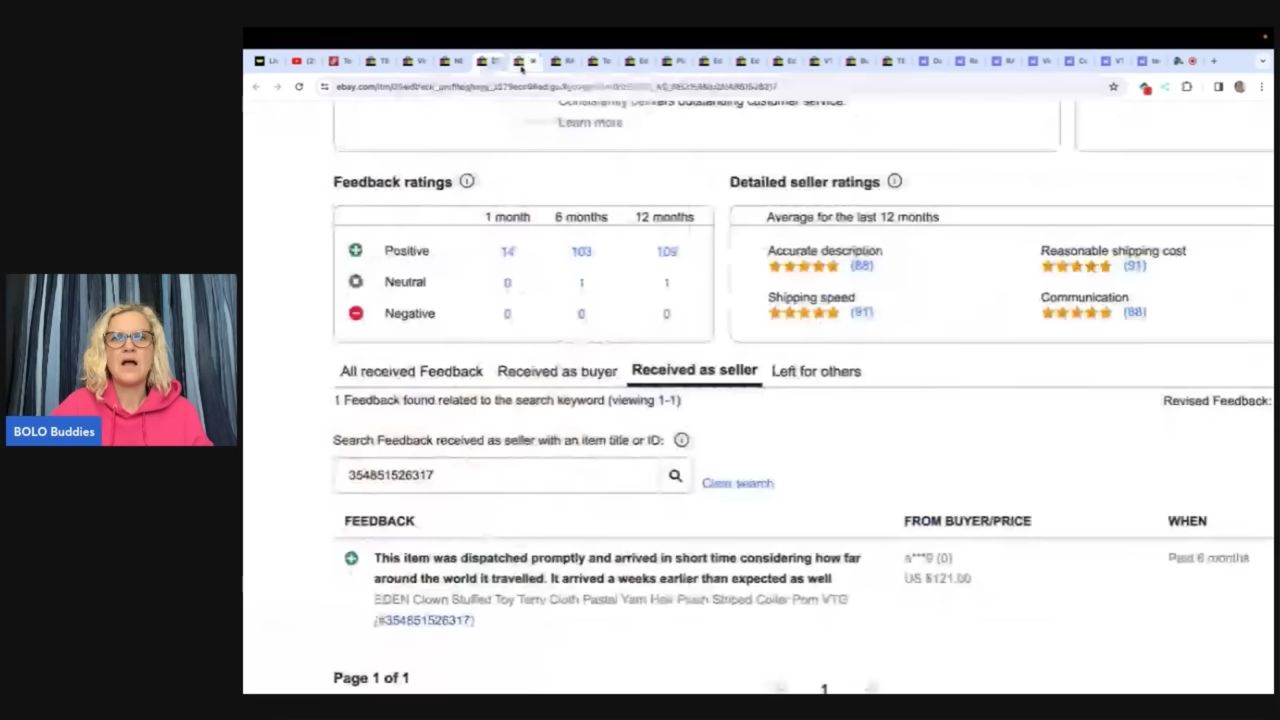 Consistently delivers outstanding customer service.
Learn more
Feedback ratings
Detailed seller ratings
1 month 6 months 12 months
Average for the last 12 months
Positive 14 103 109
Accurate description
(88)
Reasonable shipping cost
(91)
Neutral 0 1 1
Shipping speed
(91)
Communication
(88)
Negative 0 0 0
All received Feedback Received as buyer Received as seller Left for others
1 Feedback found related to the search keyword (viewing 1-1)
Revised Feedback:
Search Feedback received as seller with an item title or ID:
354851526317
Clear search
FEEDBACK FROM BUYER/PRICE WHEN
This item was dispatched promptly and arrived in short time considering how far
around the world it travelled. It arrived a weeks earlier than expected as well
Past 6 months
US $121.00
EDEN Clown Stuffed Toy Terry Cloth Pastel Yarn Hair Plush Striped Collar Pom VTG
(#354851526317)
Page 1 of 1
1
BOLO Buddies